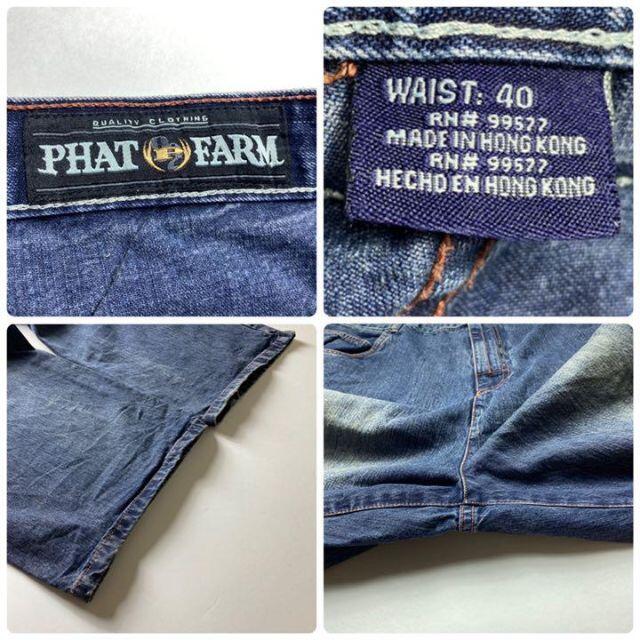 QUALITY CLOTHING
PHAT P FARM
WAIST: 40
RN# 99577
MADE IN HONG KONG
RN# 99577
HECHO EN HONG KONG